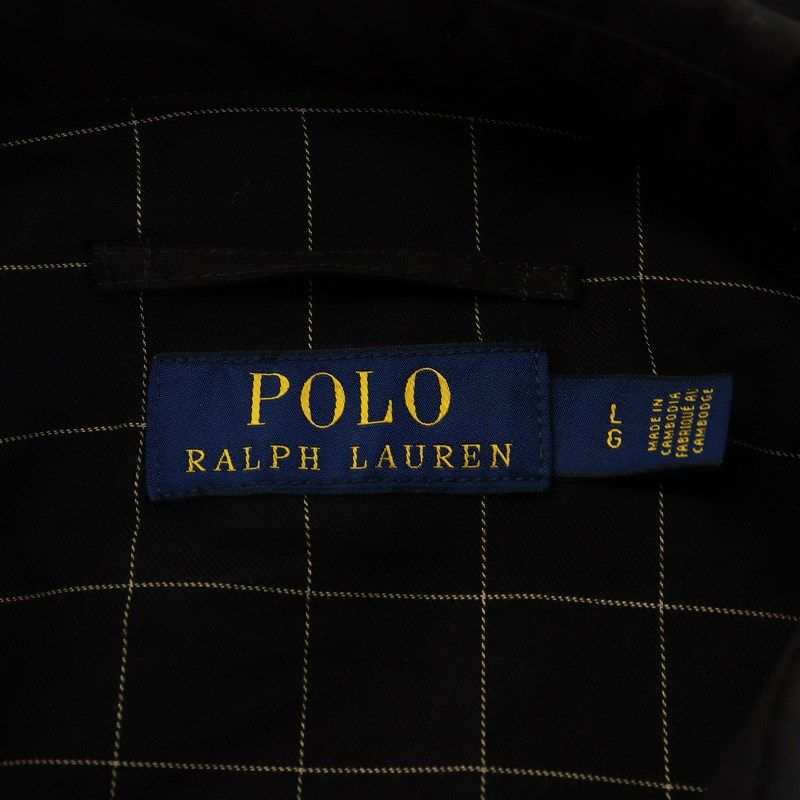 POLO
RALPH LAUREN
L
G
MADE IN
CAMBODIA
FABRIQUÉ AU
CAMBODGE